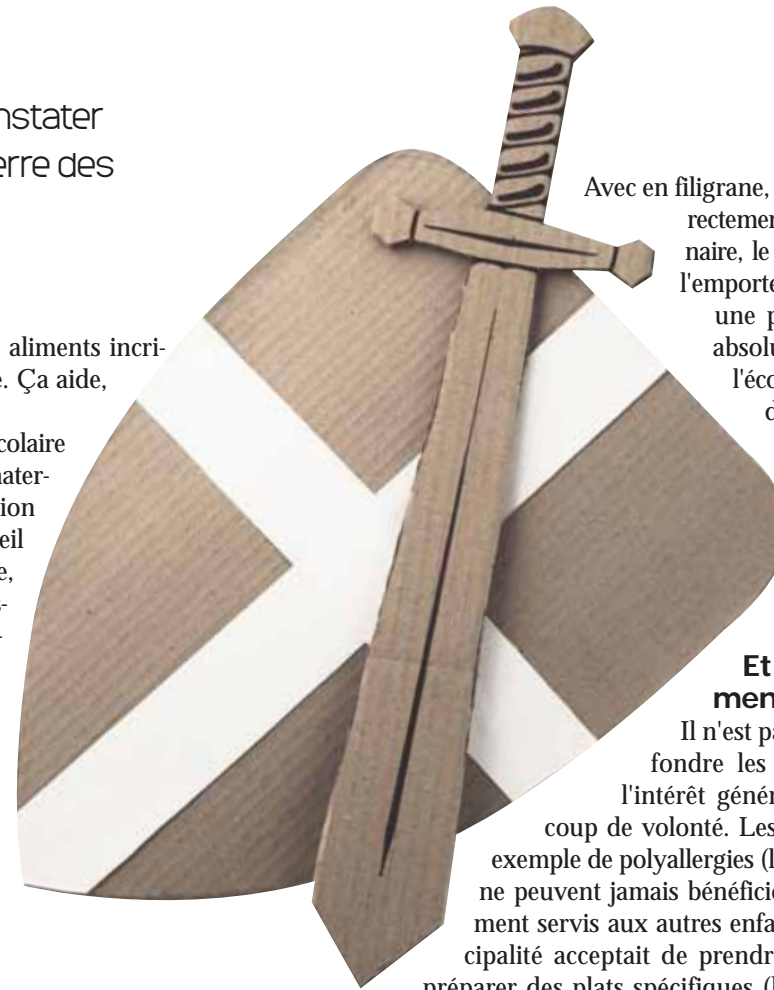 nstater
erre des
aliments incri-
e. Ça aide,
colaire
mater-
ion
eil
e,
s-
-
Avec en filigrane,
rectemen
naire, le
l'emporte
une p
absolu
l'éco
d
Et
men
Il n'est pa
fondre les
l'intérêt génér
coup de volonté. Les
exemple de polyallergies (l
ne peuvent jamais bénéficie
ment servis aux autres enfa
cipalité acceptait de prendr
préparer des plats spécifiques (l